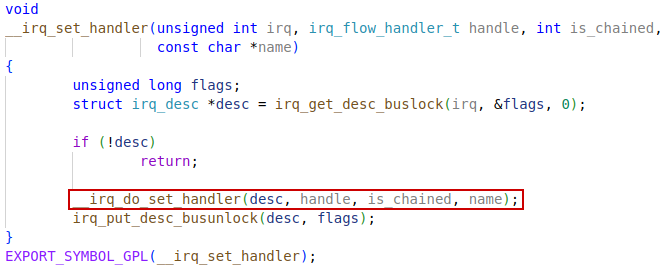 void
__irq_set_handler(unsigned int irq, irq_flow_handler_t handle, int is_chained,
const char *name)
{
unsigned long flags;
struct irq_desc *desc = irq_get_desc_buslock(irq, &flags, 0);
if (!desc)
return;
__irq_do_set_handler(desc, handle, is_chained, name);
irq_put_desc_busunlock(desc, flags);
}
EXPORT_SYMBOL_GPL(__irq_set_handler);